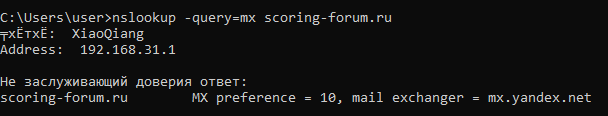 C:\Users\user>nslookup -query=mx scoring-forum.ru
╤хЁтхЁ:  XiaoQiang
Address:  192.168.31.1
Не заслуживающий доверия ответ:
scoring-forum.ru        MX preference = 10, mail exchanger = mx.yandex.net